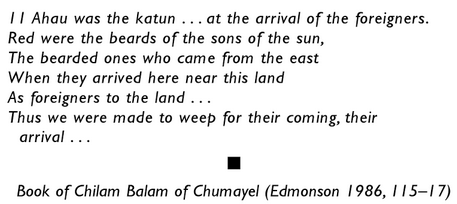 11 Ahau was the katun . . . at the arrival of the foreigners.
Red were the beards of the sons of the sun,
The bearded ones who came from the east
When they arrived here near this land
As foreigners to the land . . .
Thus we were made to weep for their coming, their
arrival . . .
■
Book of Chilam Balam of Chumayel (Edmonson 1986, 115–17)